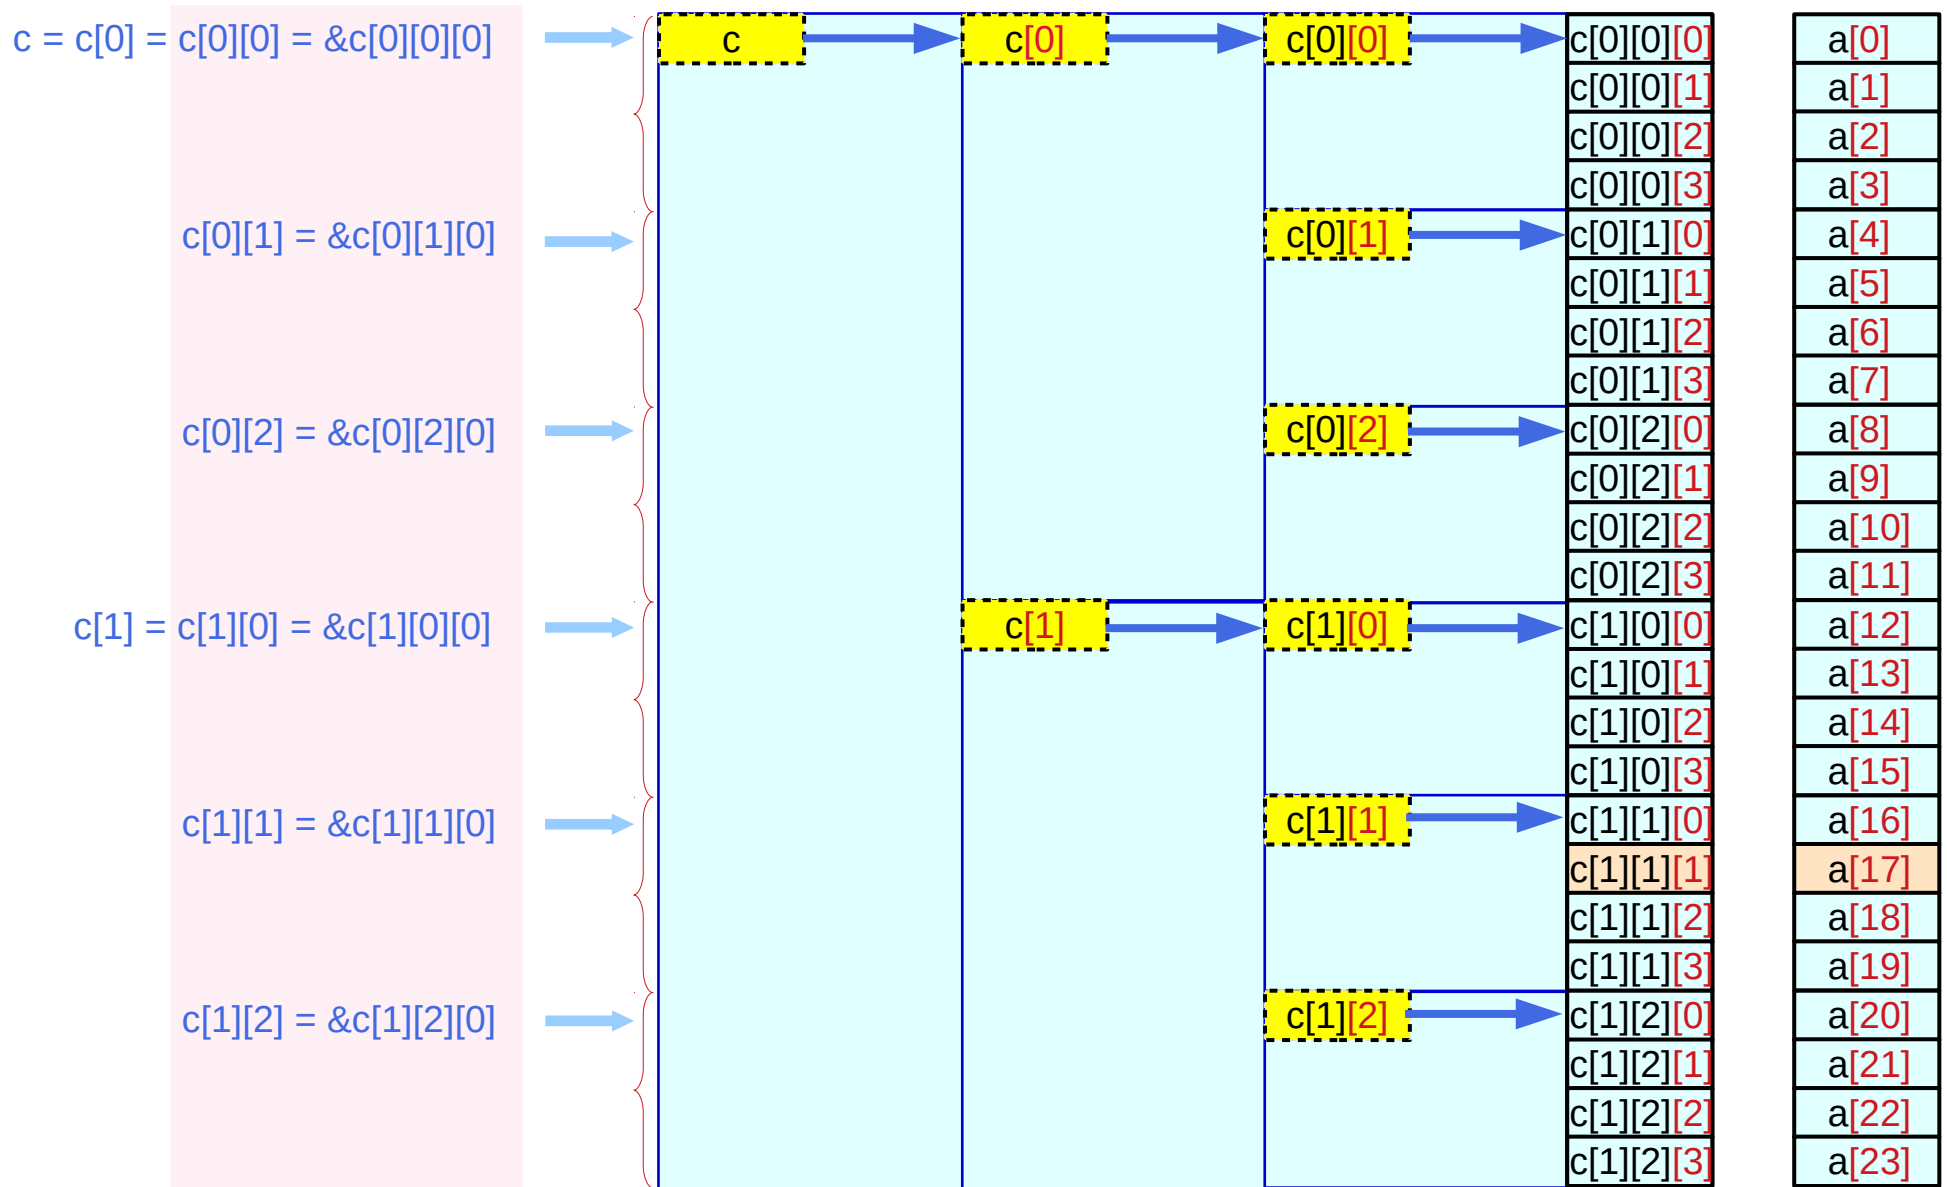 c = c[0] = c[0][0] = &c[0][0][0] c c[0] c[0][0] c[0][0][0] a[0]
c[0][0][1] a[1]
c[0][0][2] a[2]
c[0][0][3] a[3]
c[0][1] = &c[0][1][0] c[0][1] c[0][1][0] a[4]
c[0][1][1] a[5]
c[0][1][2] a[6]
c[0][1][3] a[7]
c[0][2] = &c[0][2][0] c[0][2] c[0][2][0] a[8]
c[0][2][1] a[9]
c[0][2][2] a[10]
c[0][2][3] a[11]
c[1] = c[1][0] = &c[1][0][0] c[1] c[1][0] c[1][0][0] a[12]
c[1][0][1] a[13]
c[1][0][2] a[14]
c[1][0][3] a[15]
c[1][1] = &c[1][1][0] c[1][1] c[1][1][0] a[16]
c[1][1][1] a[17]
c[1][1][2] a[18]
c[1][1][3] a[19]
c[1][2] = &c[1][2][0] c[1][2] c[1][2][0] a[20]
c[1][2][1] a[21]
c[1][2][2] a[22]
c[1][2][3] a[23]